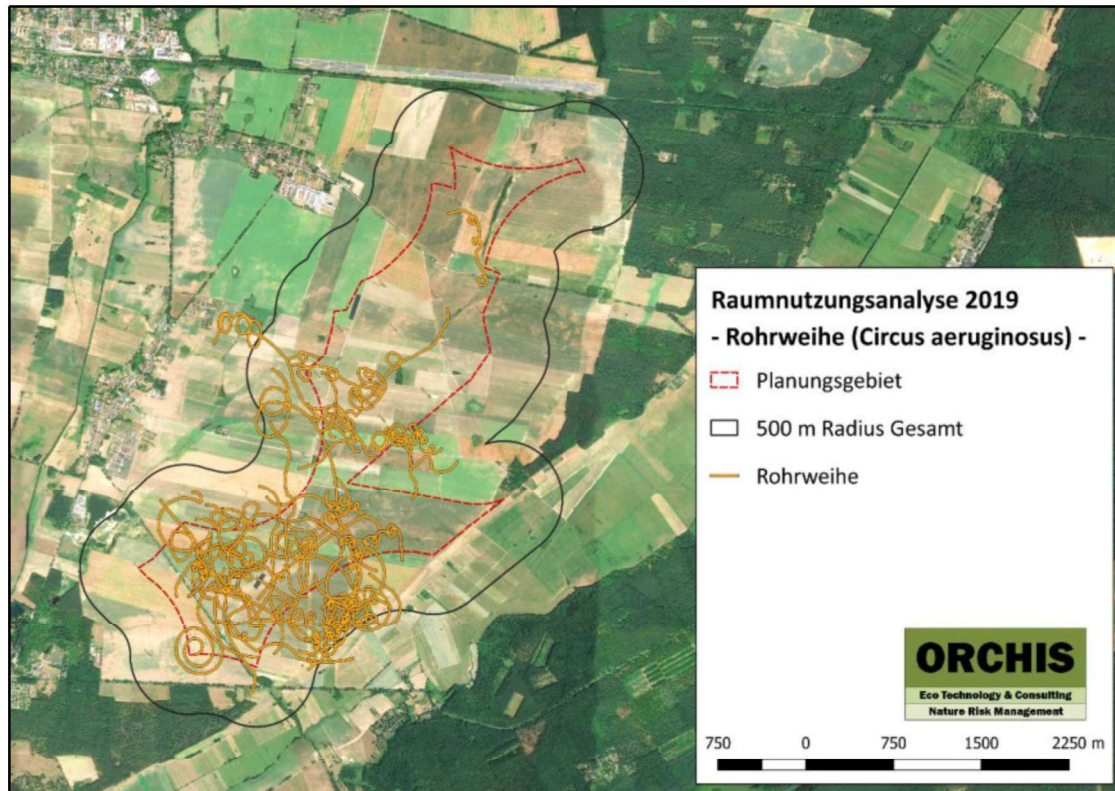 Raumnutzungsanalyse 2019
- Rohrweihe (Circus aeruginosus) -
Planungsgebiet
500 m Radius Gesamt
Rohrweihe
ORCHIS
Eco Technology & Consulting
Nature Risk Management
750 0 750 1500 2250 m